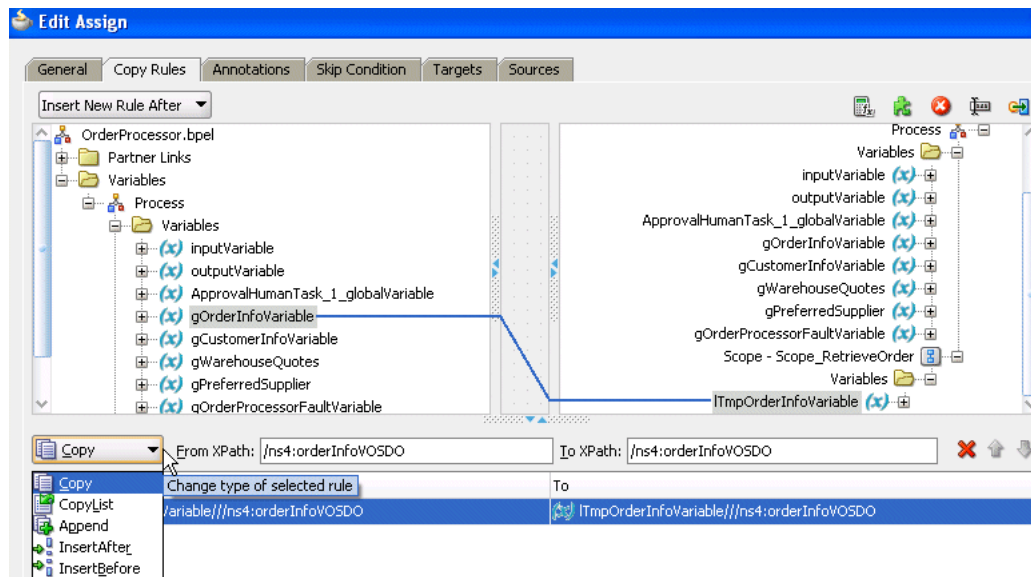 Edit Assign
General Copy Rules Annotations Skip Condition Targets Sources
Insert New Rule After
OrderProcessor.bpel
Partner Links
Variables
Process
Variables
inputVariable
outputVariable
ApprovalHumanTask_1_globalVariable
gOrderInfoVariable
gCustomerInfoVariable
gWarehouseQuotes
gPreferredSupplier
gOrderProcessorFaultVariable
Process
Variables
inputVariable
outputVariable
ApprovalHumanTask_1_globalVariable
gOrderInfoVariable
gCustomerInfoVariable
gWarehouseQuotes
gPreferredSupplier
gOrderProcessorFaultVariable
Scope - Scope_RetrieveOrder
Variables
lTmpOrderInfoVariable
Copy From XPath: /ns4:orderInfoVOSDO To XPath: /ns4:orderInfoVOSDO
Copy Change type of selected rule To
CopyList /ariable///ns4:orderInfoVOSDO lTmpOrderInfoVariable///ns4:orderInfoVOSDO
Append
InsertAfter
InsertBefore